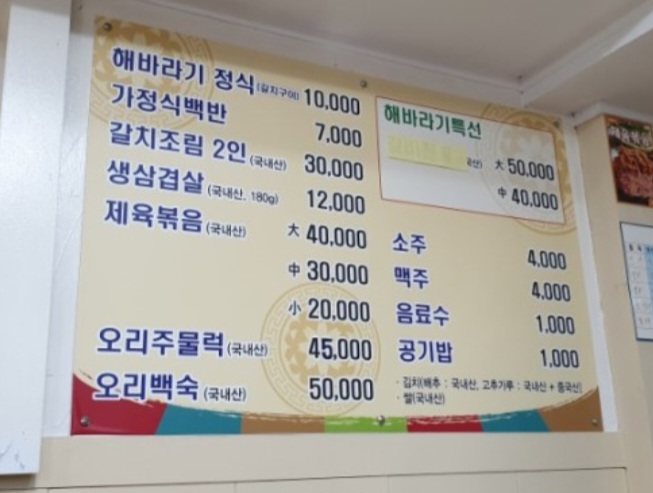 해바라기 정식 (갈치구이) 10,000
가정식백반 7,000
갈치조림 2인 (국내산) 30,000
생삼겹살 (국내산, 180g) 12,000
제육볶음 (국내산) 大 40,000
中 30,000
小 20,000
오리주물럭 (국내산) 45,000
오리백숙 (국내산) 50,000
해바라기특선
국산) 大 50,000
中 40,000
소주 4,000
맥주 4,000
음료수 1,000
공기밥 1,000
· 김치(배추 : 국내산, 고추가루 : 국내산 + 중국산)
· 쌀(국내산)